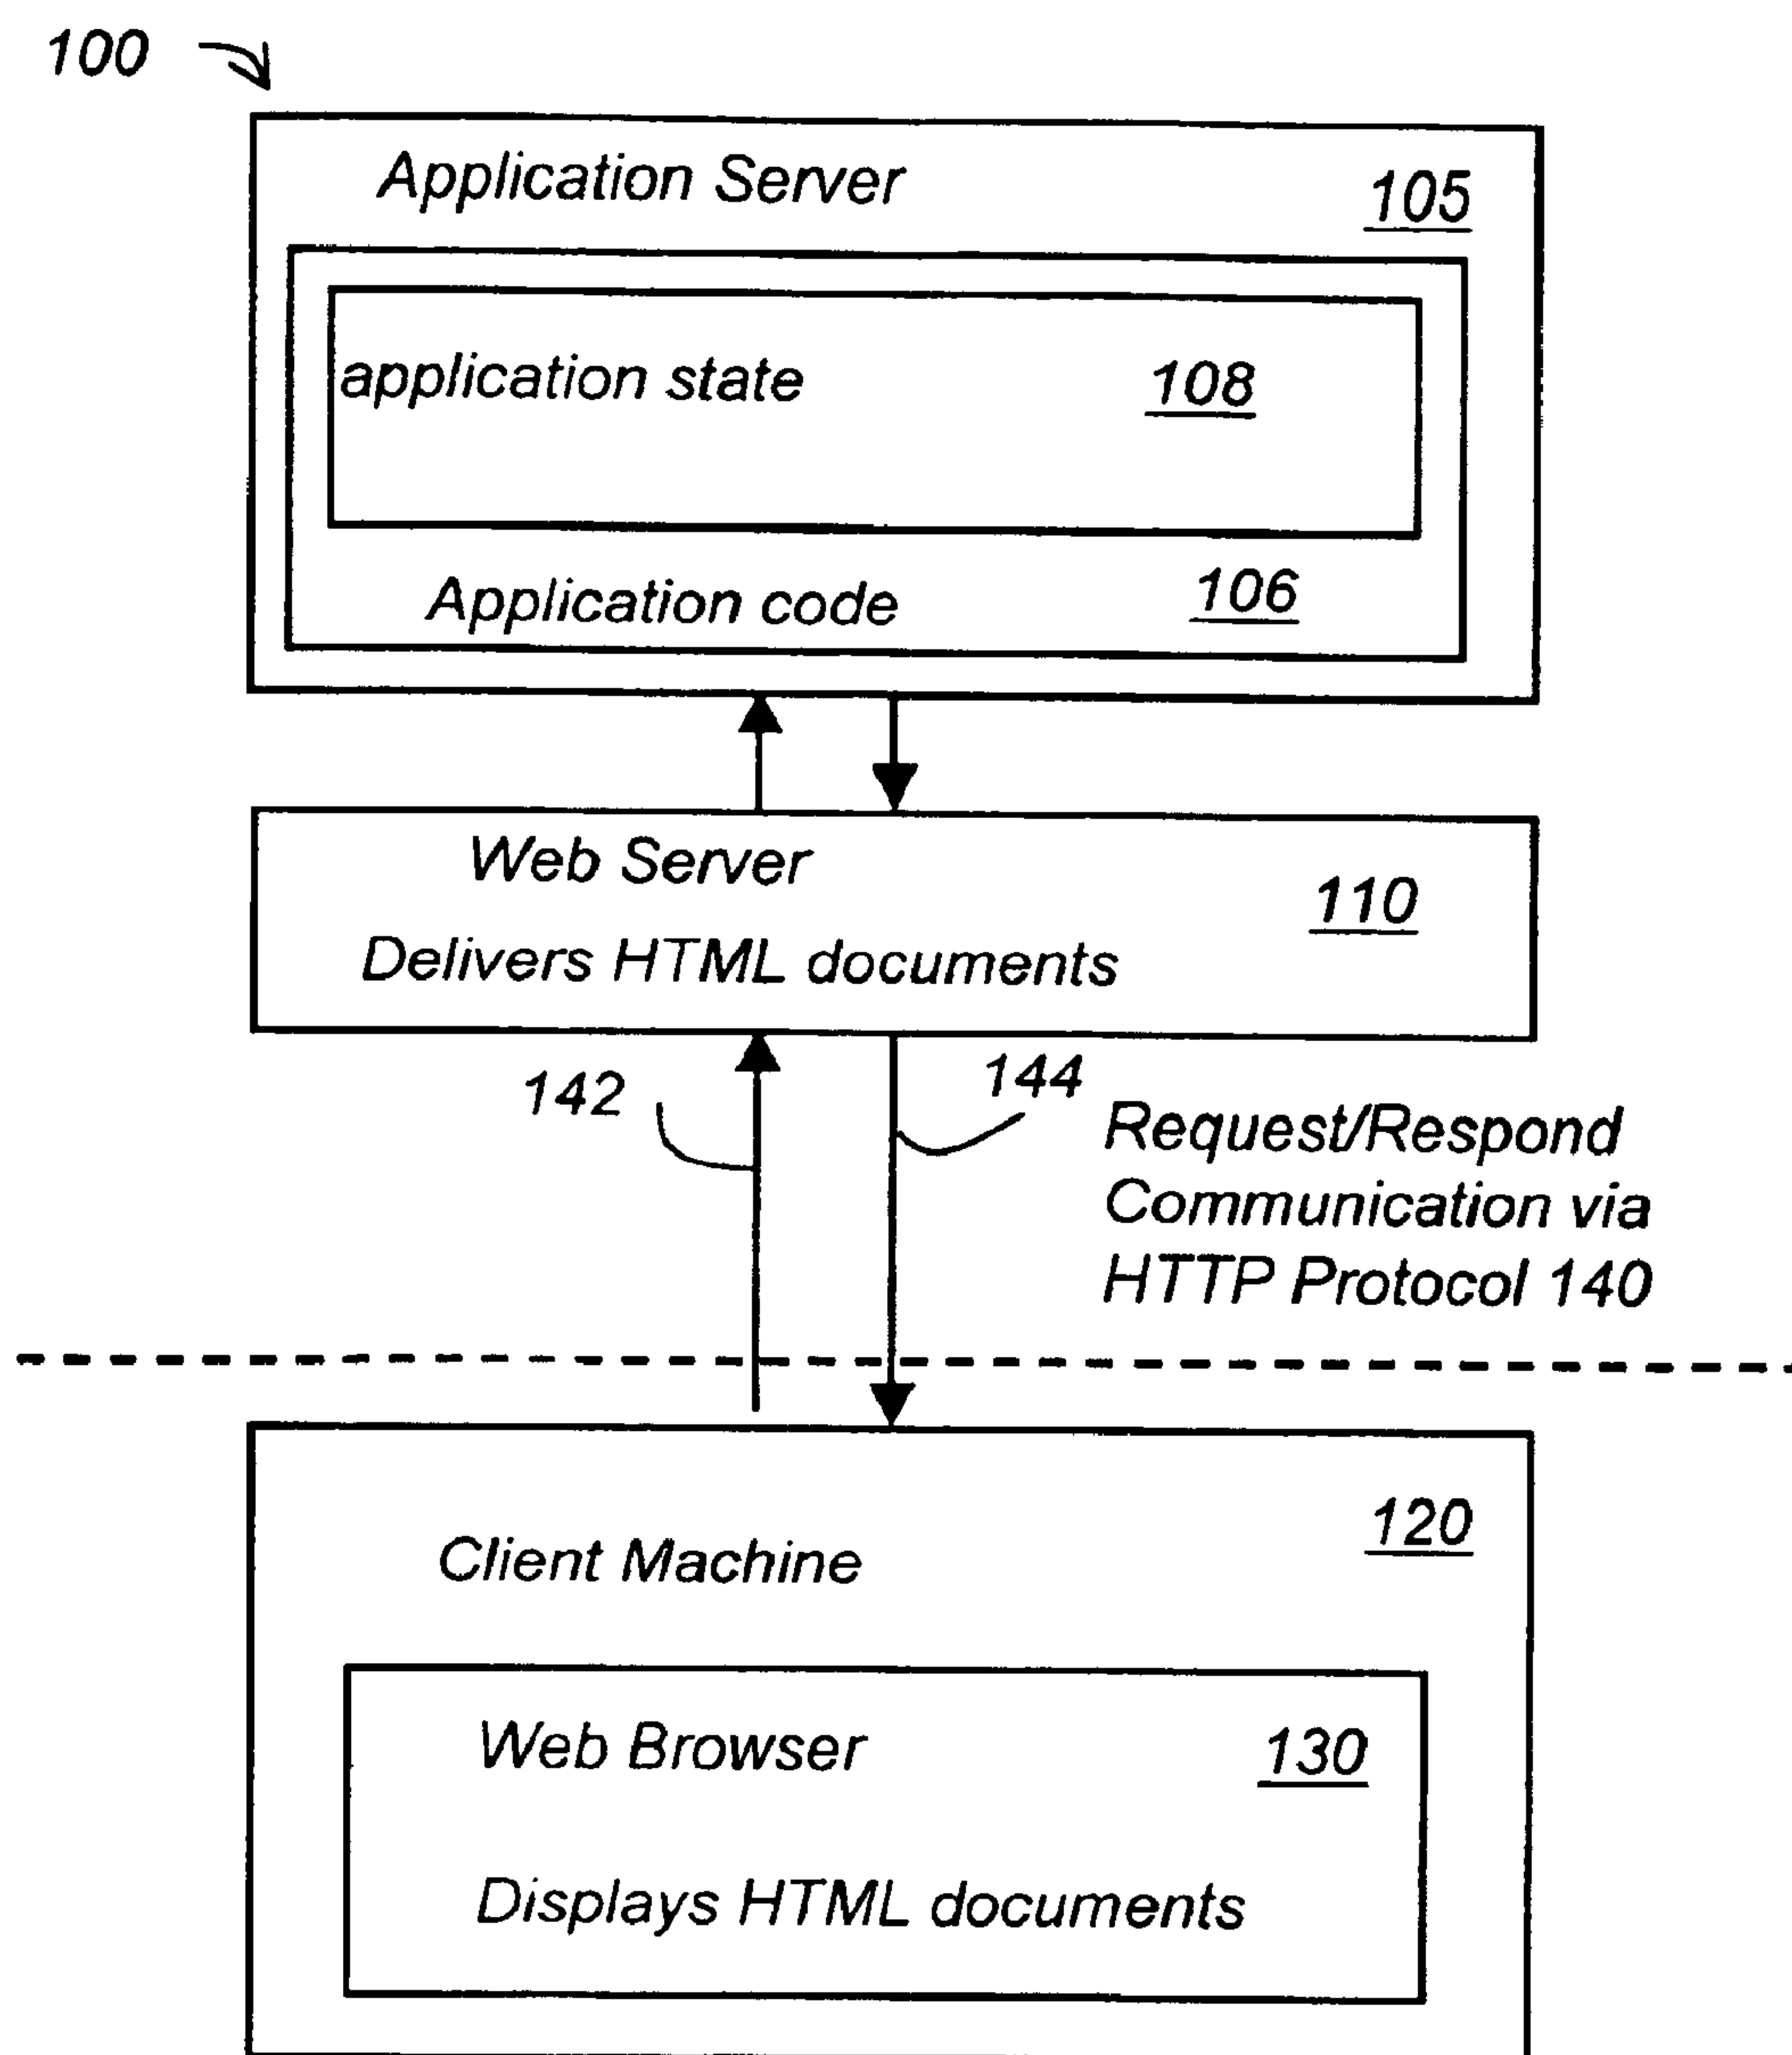 100
Application Server 105
application state 108
Application code 106
Web Server 110
Delivers HTML documents
142
144
Request/Respond
Communication via
HTTP Protocol 140
Client Machine 120
Web Browser 130
Displays HTML documents